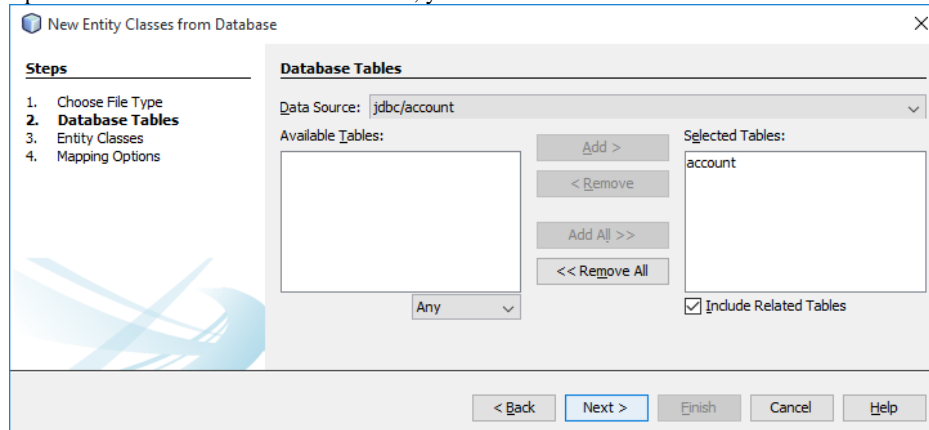 New Entity Classes from Database
Steps
1. Choose File Type
2. Database Tables
3. Entity Classes
4. Mapping Options
Database Tables
Data Source: jdbc/account
Available Tables:
Add >
< Remove
Add All >>
<< Remove All
Any
Selected Tables:
account
Include Related Tables
< Back Next > Finish Cancel Help